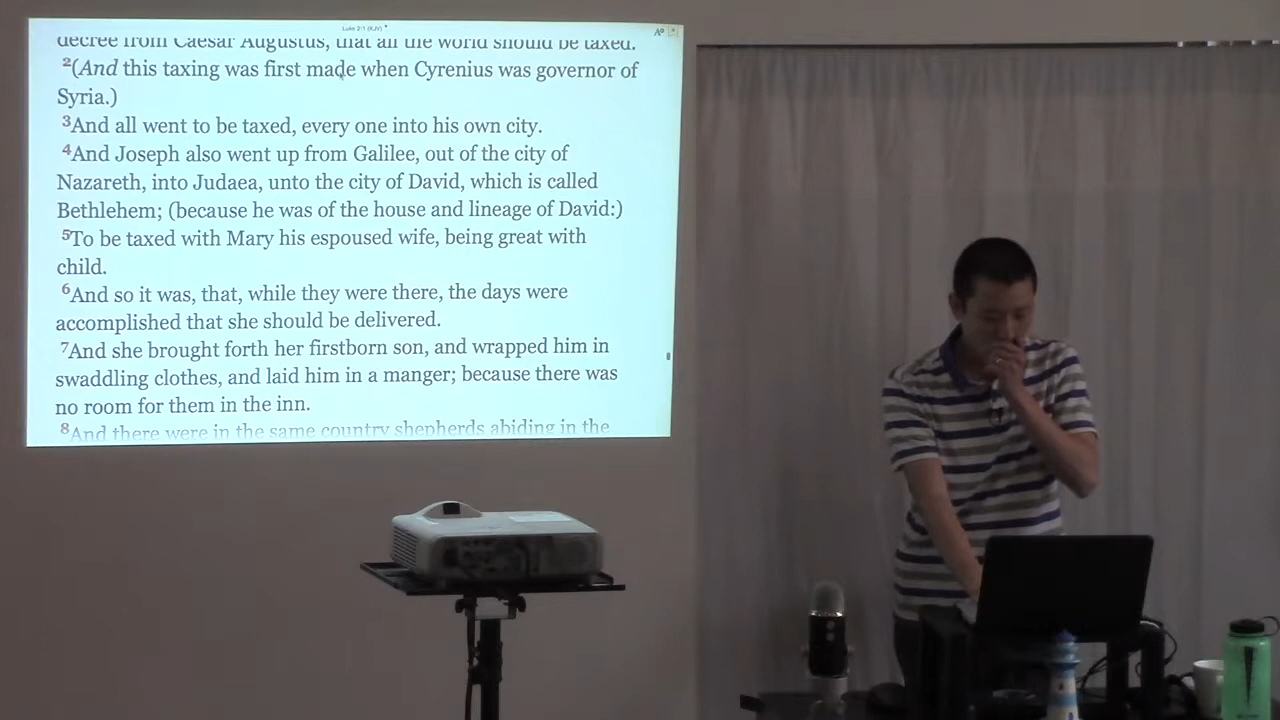 Luke 2:1 (KJV)
decree from Caesar Augustus, that all the world should be taxed.
2(And this taxing was first made when Cyrenius was governor of
Syria.)
3And all went to be taxed, every one into his own city.
4And Joseph also went up from Galilee, out of the city of
Nazareth, into Judaea, unto the city of David, which is called
Bethlehem; (because he was of the house and lineage of David:)
5To be taxed with Mary his espoused wife, being great with
child.
6And so it was, that, while they were there, the days were
accomplished that she should be delivered.
7And she brought forth her firstborn son, and wrapped him in
swaddling clothes, and laid him in a manger; because there was
no room for them in the inn.
8And there were in the same country shepherds abiding in the